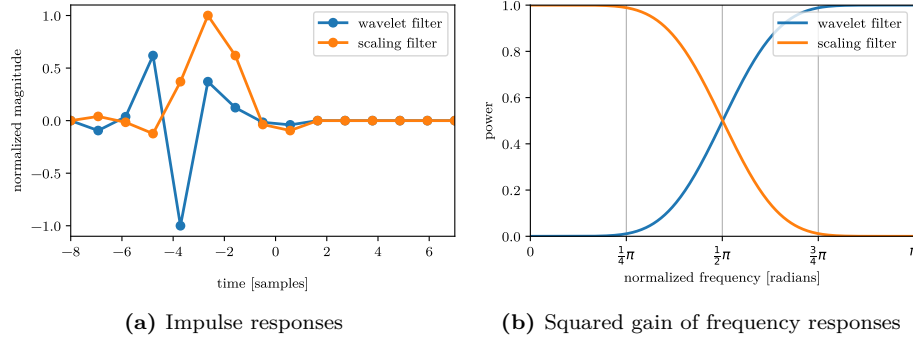 normalized magnitude
1.0
0.5
0.0
−0.5
−1.0
−8
−6
−4
−2
0
2
4
6
time [samples]
wavelet filter
scaling filter
(a) Impulse responses
power
1.0
0.8
0.6
0.4
0.2
0.0
0
1/4 π
1/2 π
3/4 π
normalized frequency [radians]
wavelet filter
scaling filter
(b) Squared gain of frequency responses